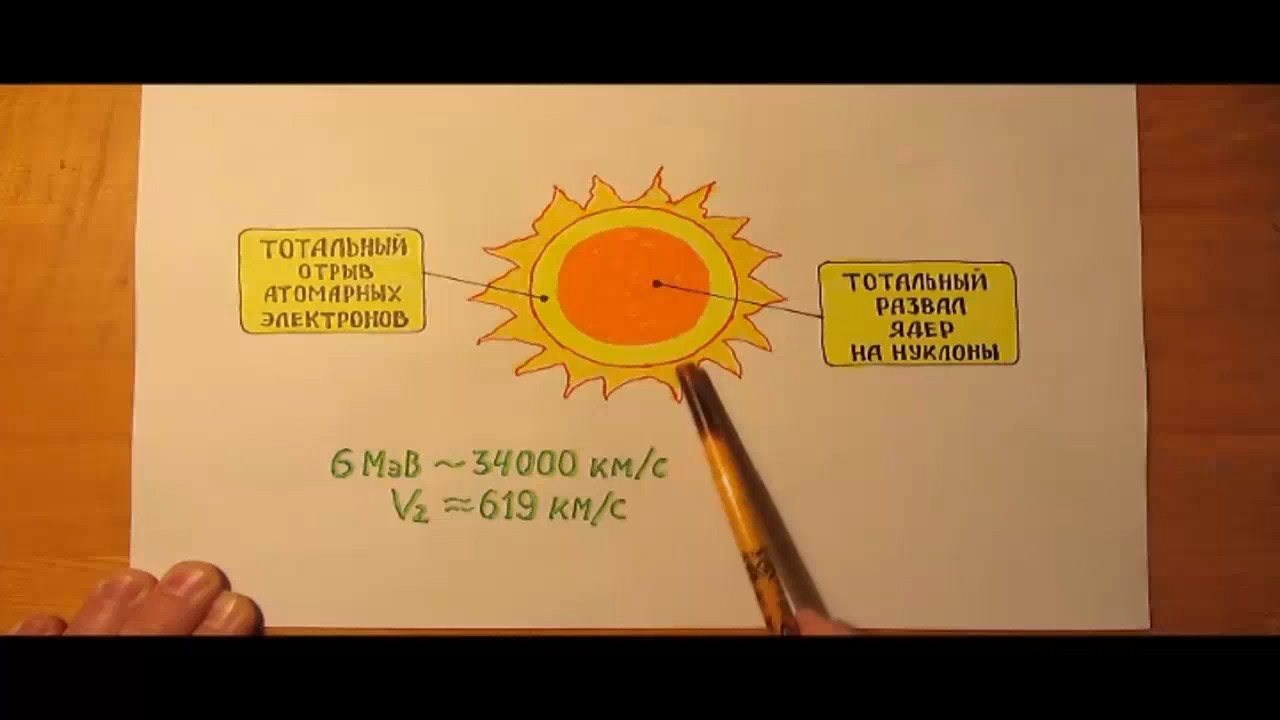 ТОТАЛЬНЫЙ
ОТРЫВ
АТОМАРНЫХ
ЭЛЕКТРОНОВ
ТОТАЛЬНЫЙ
РАЗВАЛ
ЯДЕР
НА НУКЛОНЫ
6 МэВ ~ 34000 км/с
V₂ ≈ 619 км/с